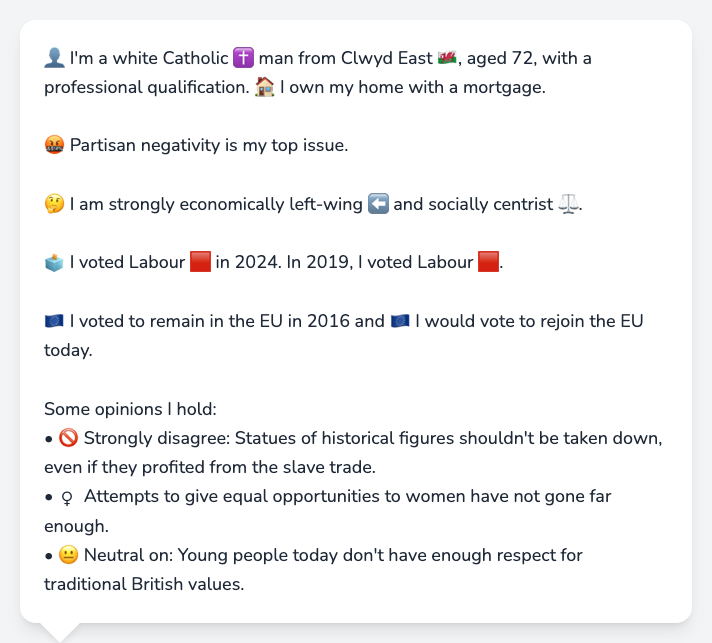 👤 I'm a white Catholic ✝️ man from Clwyd East 🏴󠁧󠁢󠁷󠁬󠁳󠁿, aged 72, with a
professional qualification. 🏠 I own my home with a mortgage.
🤬 Partisan negativity is my top issue.
🤔 I am strongly economically left-wing ⬅️ and socially centrist ⚖️.
🗳️ I voted Labour 🟥 in 2024. In 2019, I voted Labour 🟥.
🇪🇺 I voted to remain in the EU in 2016 and 🇪🇺 I would vote to rejoin the EU
today.
Some opinions I hold:
• 🚫 Strongly disagree: Statues of historical figures shouldn't be taken down,
even if they profited from the slave trade.
• ♀ Attempts to give equal opportunities to women have not gone far
enough.
• 😐 Neutral on: Young people today don't have enough respect for
traditional British values.